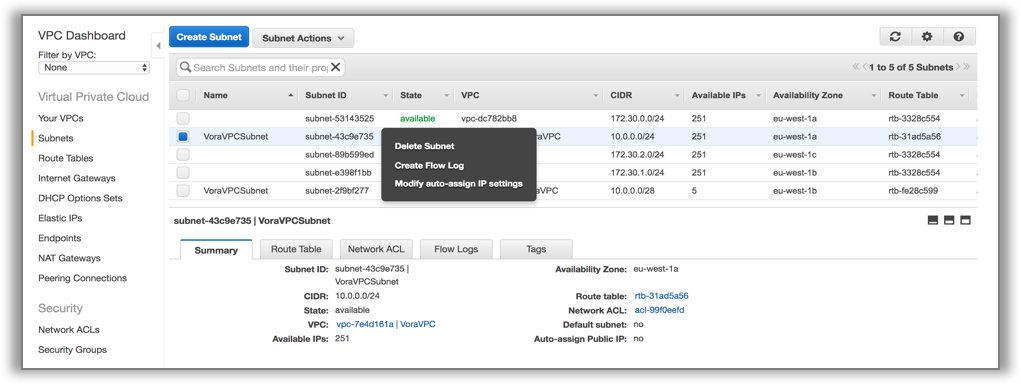 VPC Dashboard
Filter by VPC:
None
Virtual Private Cloud
Your VPCs
Subnets
Route Tables
Internet Gateways
DHCP Options Sets
Elastic IPs
Endpoints
NAT Gateways
Peering Connections
Security
Network ACLs
Security Groups
Create Subnet Subnet Actions
Search Subnets and their pro 1 to 5 of 5 Subnets
Name Subnet ID State VPC CIDR Available IPs Availability Zone Route Table
subnet-53143525 available vpc-dc782bb8 172.30.0.0/24 251 eu-west-1a rtb-3328c554
VoraVPCSubnet subnet-43c9e735 aVPC 10.0.0.0/24 251 eu-west-1a rtb-31ad5a56
subnet-89b599ed 172.30.2.0/24 251 eu-west-1c rtb-3328c554
subnet-e398f1bb 172.30.1.0/24 251 eu-west-1b rtb-3328c554
VoraVPCSubnet subnet-2f9bf277 aVPC 10.0.0.0/28 5 eu-west-1b rtb-fe28c599
Delete Subnet
Create Flow Log
Modify auto-assign IP settings
subnet-43c9e735 | VoraVPCSubnet
Summary Route Table Network ACL Flow Logs Tags
Subnet ID: subnet-43c9e735 |
VoraVPCSubnet
CIDR: 10.0.0.0/24
State: available
VPC: vpc-7e4d161a | VoraVPC
Available IPs: 251
Availability Zone: eu-west-1a
Route table: rtb-31ad5a56
Network ACL: acl-99f0eefd
Default subnet: no
Auto-assign Public IP: no